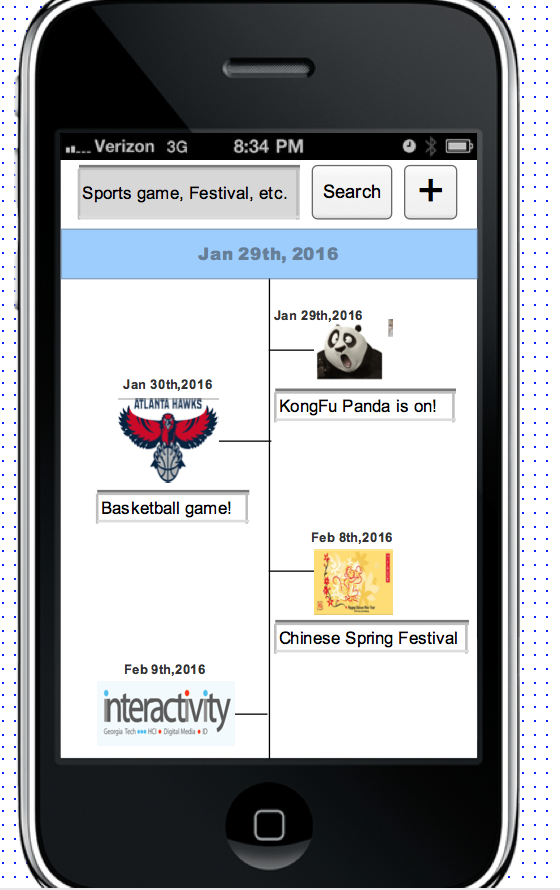 Verizon 3G 8:34 PM
Sports game, Festival, etc. Search +
Jan 29th, 2016
Jan 29th,2016
KongFu Panda is on!
Jan 30th,2016
ATLANTA HAWKS
Basketball game!
Feb 8th,2016
Chinese Spring Festival
Feb 9th,2016
interactivity
Georgia Tech HCI • Digital Media • ID